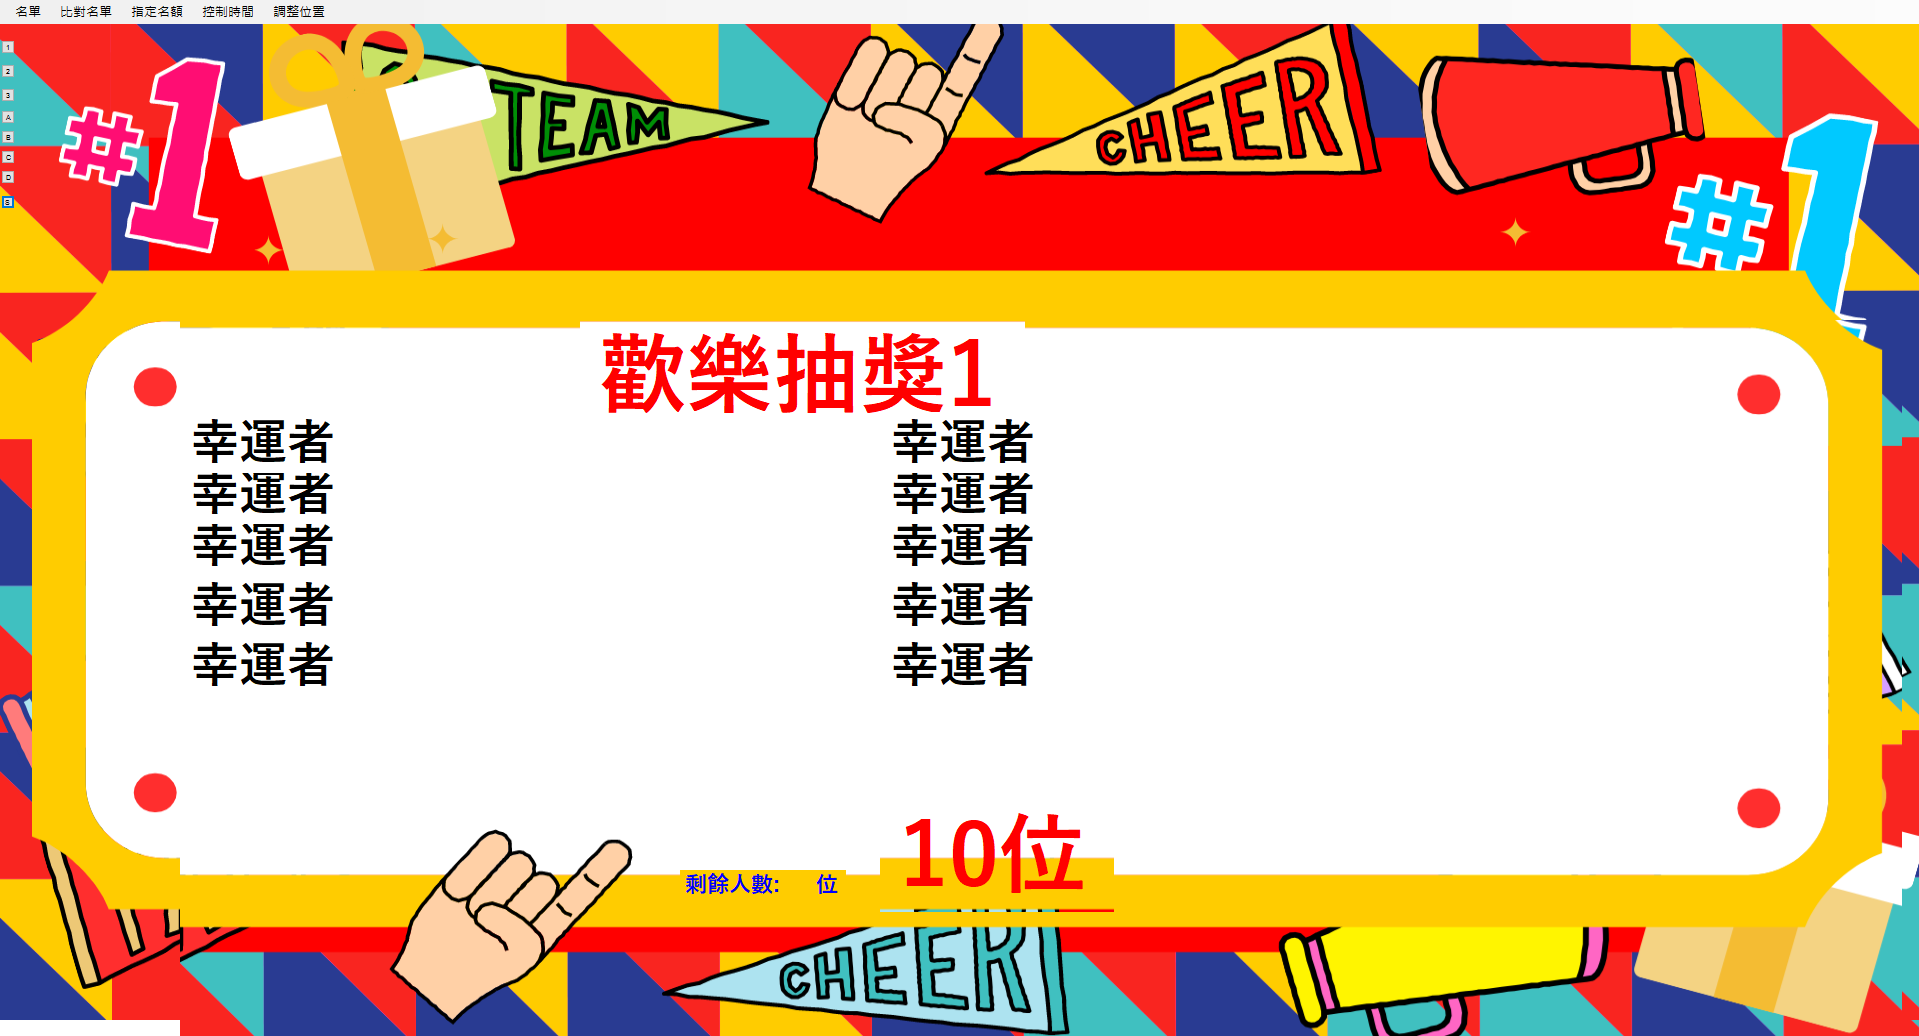 名單 比對名單 指定名額 控制時間 調整位置
1
2
3
A
B
C
D
S
#1
TEAM
CHEER
#1
歡樂抽獎1
幸運者 幸運者
幸運者 幸運者
幸運者 幸運者
幸運者 幸運者
幸運者 幸運者
10位
剩餘人數: 位
CHEER